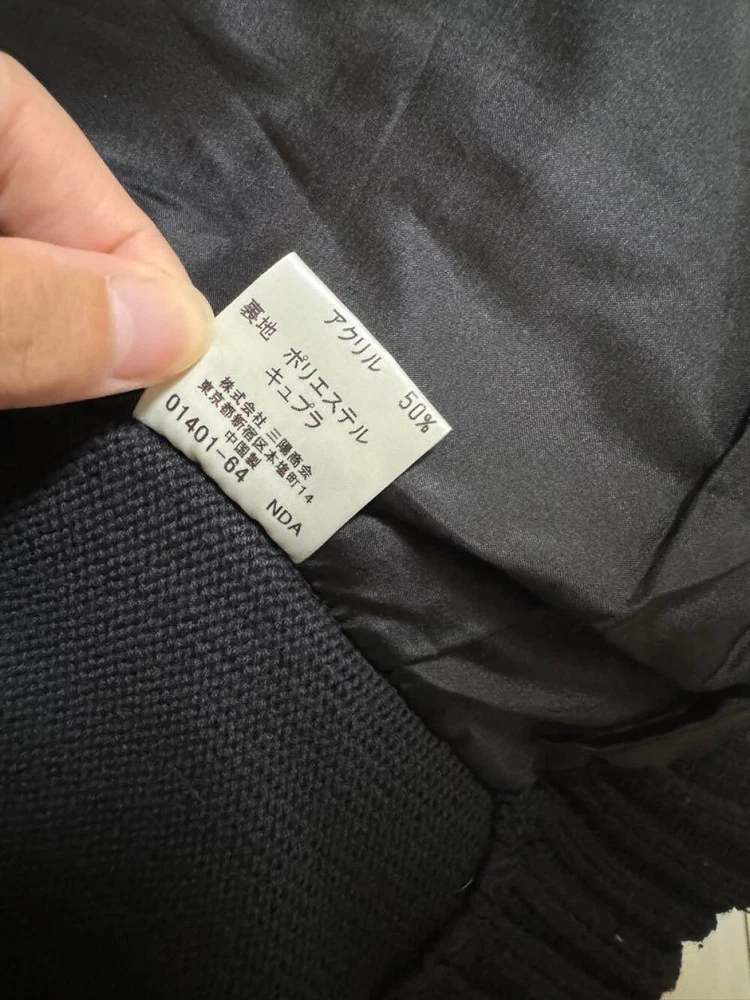 アクリル 50%
裏地 ポリエステル
キュプラ
株式会社 三陽商会
東京都新宿区本塩町14
中国製
01401-64 NDA